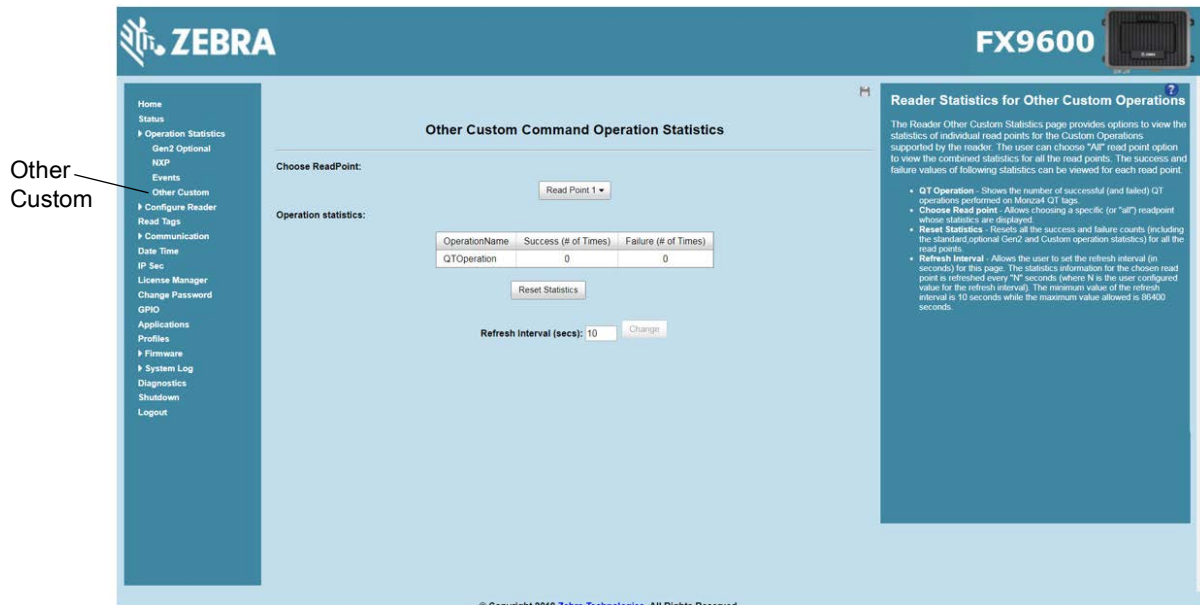 ZEBRA
FX9600
Other
Custom
Home
Status
Operation Statistics
Gen2 Optional
NXP
Events
Other Custom
Configure Reader
Read Tags
Communication
Date Time
IP Sec
License Manager
Change Password
GPIO
Applications
Profiles
Firmware
System Log
Diagnostics
Shutdown
Logout
Other Custom Command Operation Statistics
Choose ReadPoint:
Read Point 1
Operation statistics:
OperationName Success (# of Times) Failure (# of Times)
QTOperation 0 0
Reset Statistics
Refresh Interval (secs): 10 Change
?
Reader Statistics for Other Custom Operations
The Reader Other Custom Statistics page provides options to view the
statistics of individual read points for the Custom Operations
supported by the reader. The user can choose "All" read point option
to view the combined statistics for all the read points. The success and
failure values of following statistics can be viewed for each read point.
• QT Operation - Shows the number of successful (and failed) QT
operations performed on Monza4 QT tags.
• Choose Read point - Allows choosing a specific (or "all") readpoint
whose statistics are displayed.
• Reset Statistics - Resets all the success and failure counts (including
the standard,optional Gen2 and Custom operation statistics) for all the
read points.
• Refresh Interval - Allows the user to set the refresh interval (in
seconds) for this page. The statistics information for the chosen read
point is refreshed every "N" seconds (where N is the user configured
value for the refresh interval). The minimum value of the refresh
interval is 10 seconds while the maximum value allowed is 86400
seconds.
© Copyright Zebra Technologies. All Rights Reserved